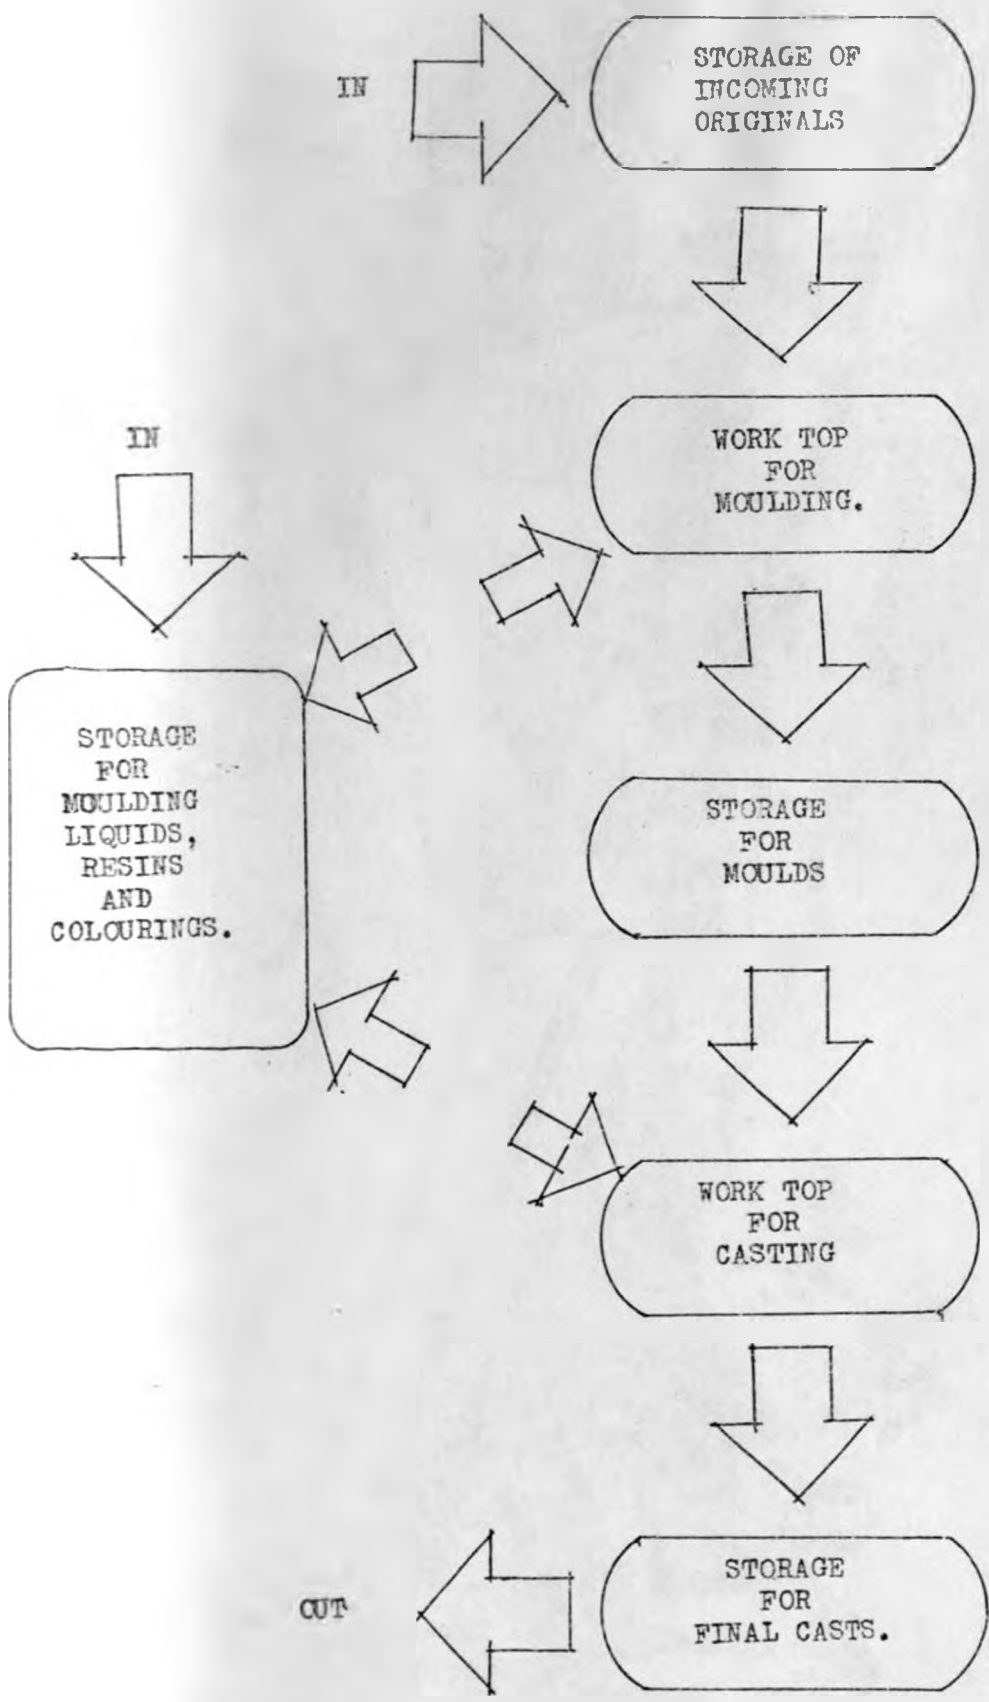 IN
STORAGE OF
INCOMING
ORIGINALS
WORK TOP
FOR
MOULDING.
IN
STORAGE
FOR
MOULDING
LIQUIDS,
RESINS
AND
COLOURINGS.
STORAGE
FOR
MOULDS
WORK TOP
FOR
CASTING
STORAGE
FOR
FINAL CASTS.
OUT